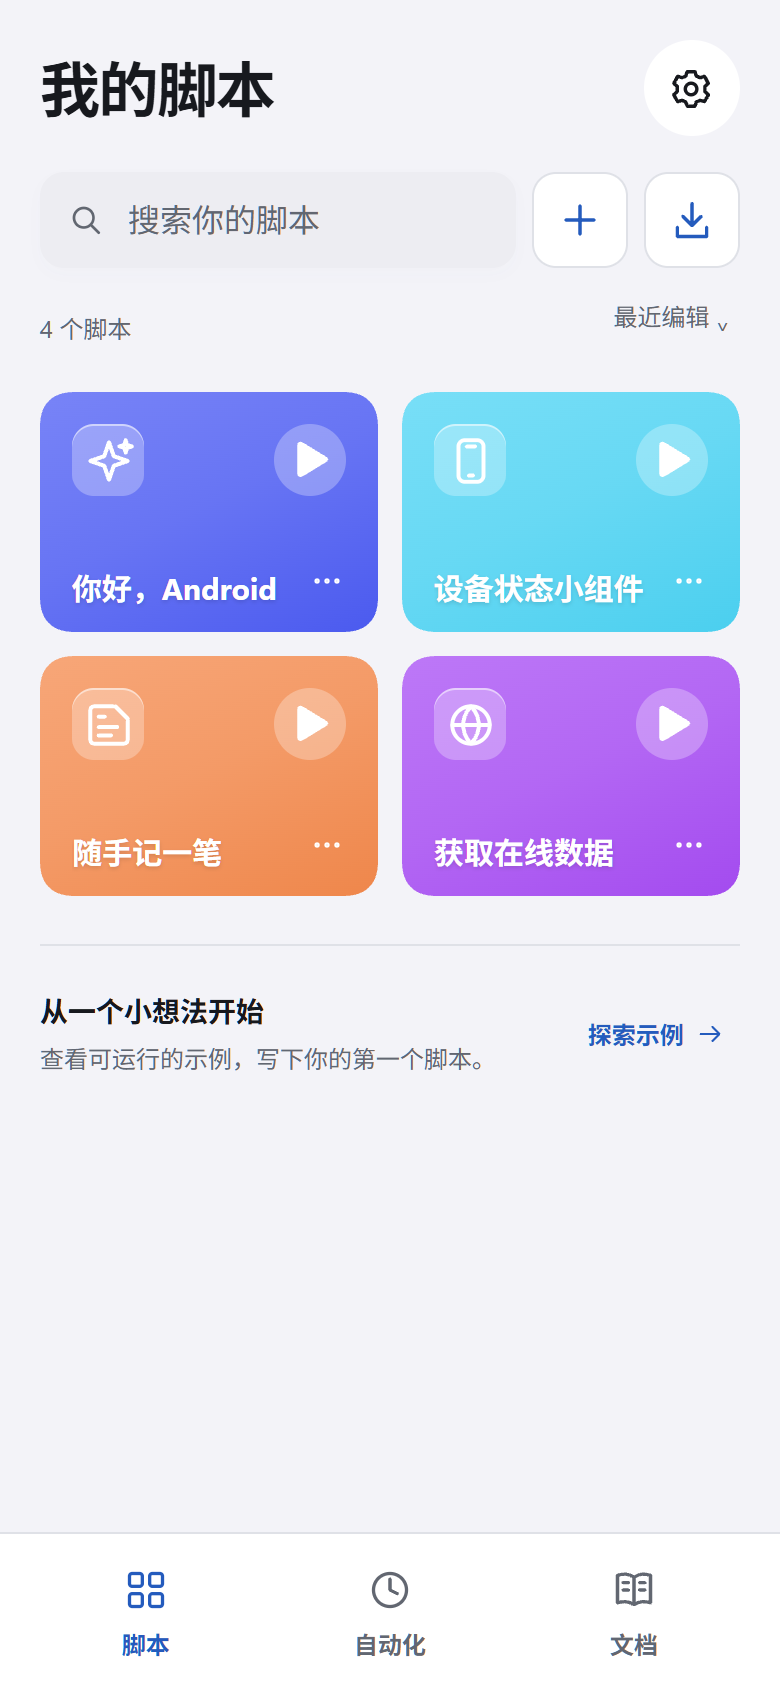 我的脚本
搜索你的脚本
4 个脚本
最近编辑
你好，Android
设备状态小组件
随手记一笔
获取在线数据
从一个小想法开始
查看可运行的示例，写下你的第一个脚本。
探索示例 →
脚本
自动化
文档